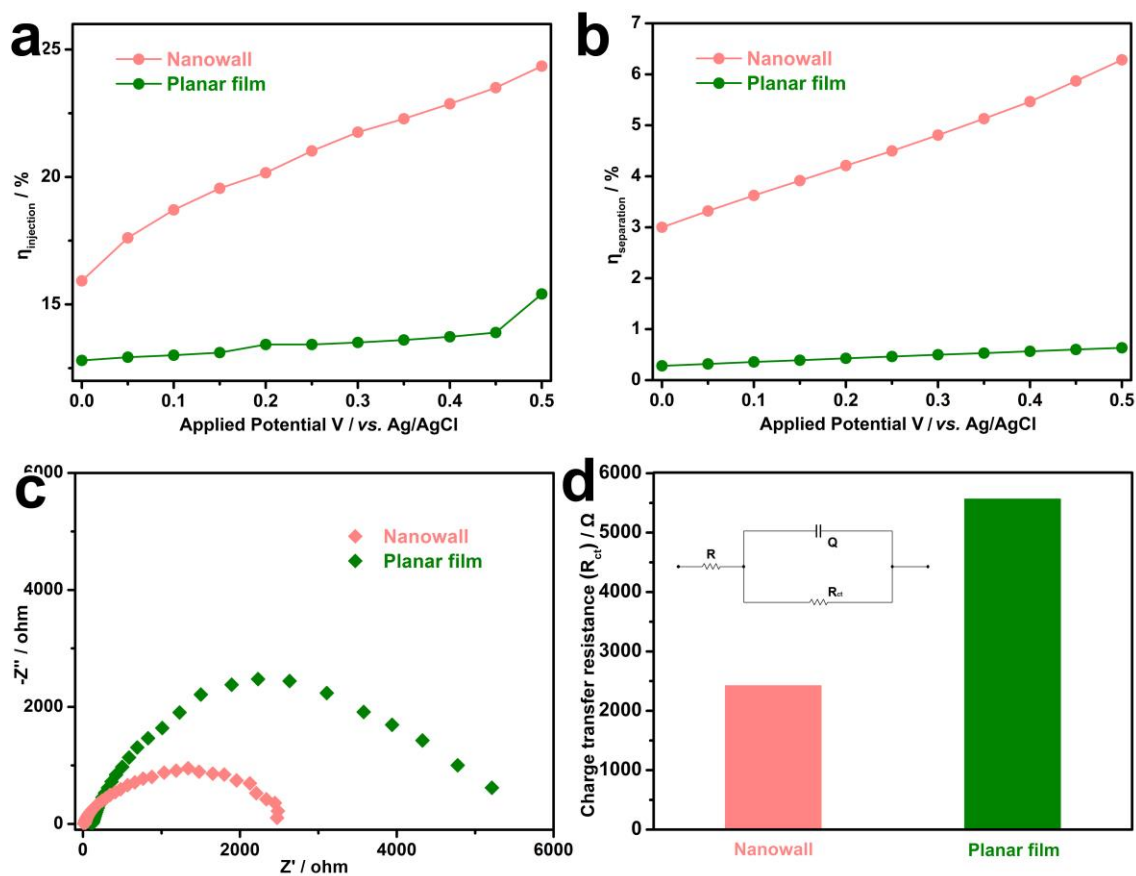 a
Nanowall
Planar film
25
20
15
η_injection / %
0.0 0.1 0.2 0.3 0.4 0.5
Applied Potential V / vs. Ag/AgCl
b
Nanowall
Planar film
7
6
5
4
3
2
1
0
η_separation / %
0.0 0.1 0.2 0.3 0.4 0.5
Applied Potential V / vs. Ag/AgCl
c
Nanowall
Planar film
6000
4000
2000
0
-Z'' / ohm
0 2000 4000 6000
Z' / ohm
d
6000
5000
4000
3000
2000
1000
0
Charge transfer resistance (R_ct) / Ω
R
Q
R_ct
Nanowall Planar film